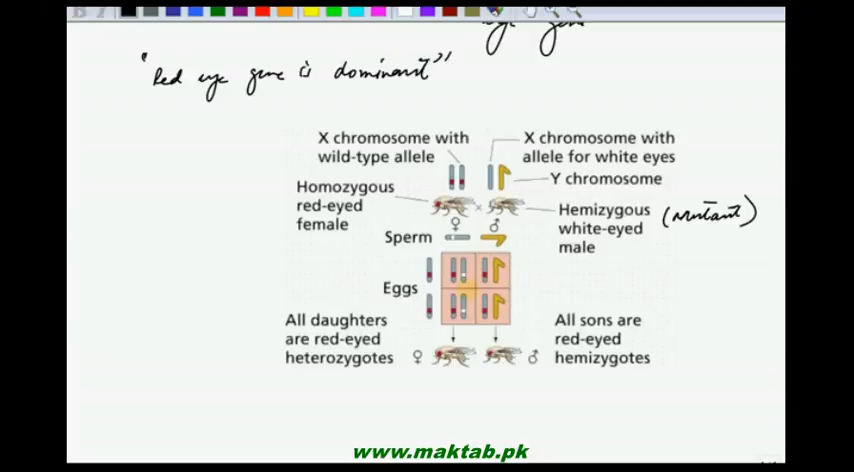 eye gene
"Red eye gene is dominant"
X chromosome with
wild-type allele
X chromosome with
allele for white eyes
Y chromosome
Homozygous
red-eyed
female
Hemizygous (Mutant)
white-eyed
male
Sperm
Eggs
All daughters
are red-eyed
heterozygotes
All sons are
red-eyed
hemizygotes
www.maktab.pk